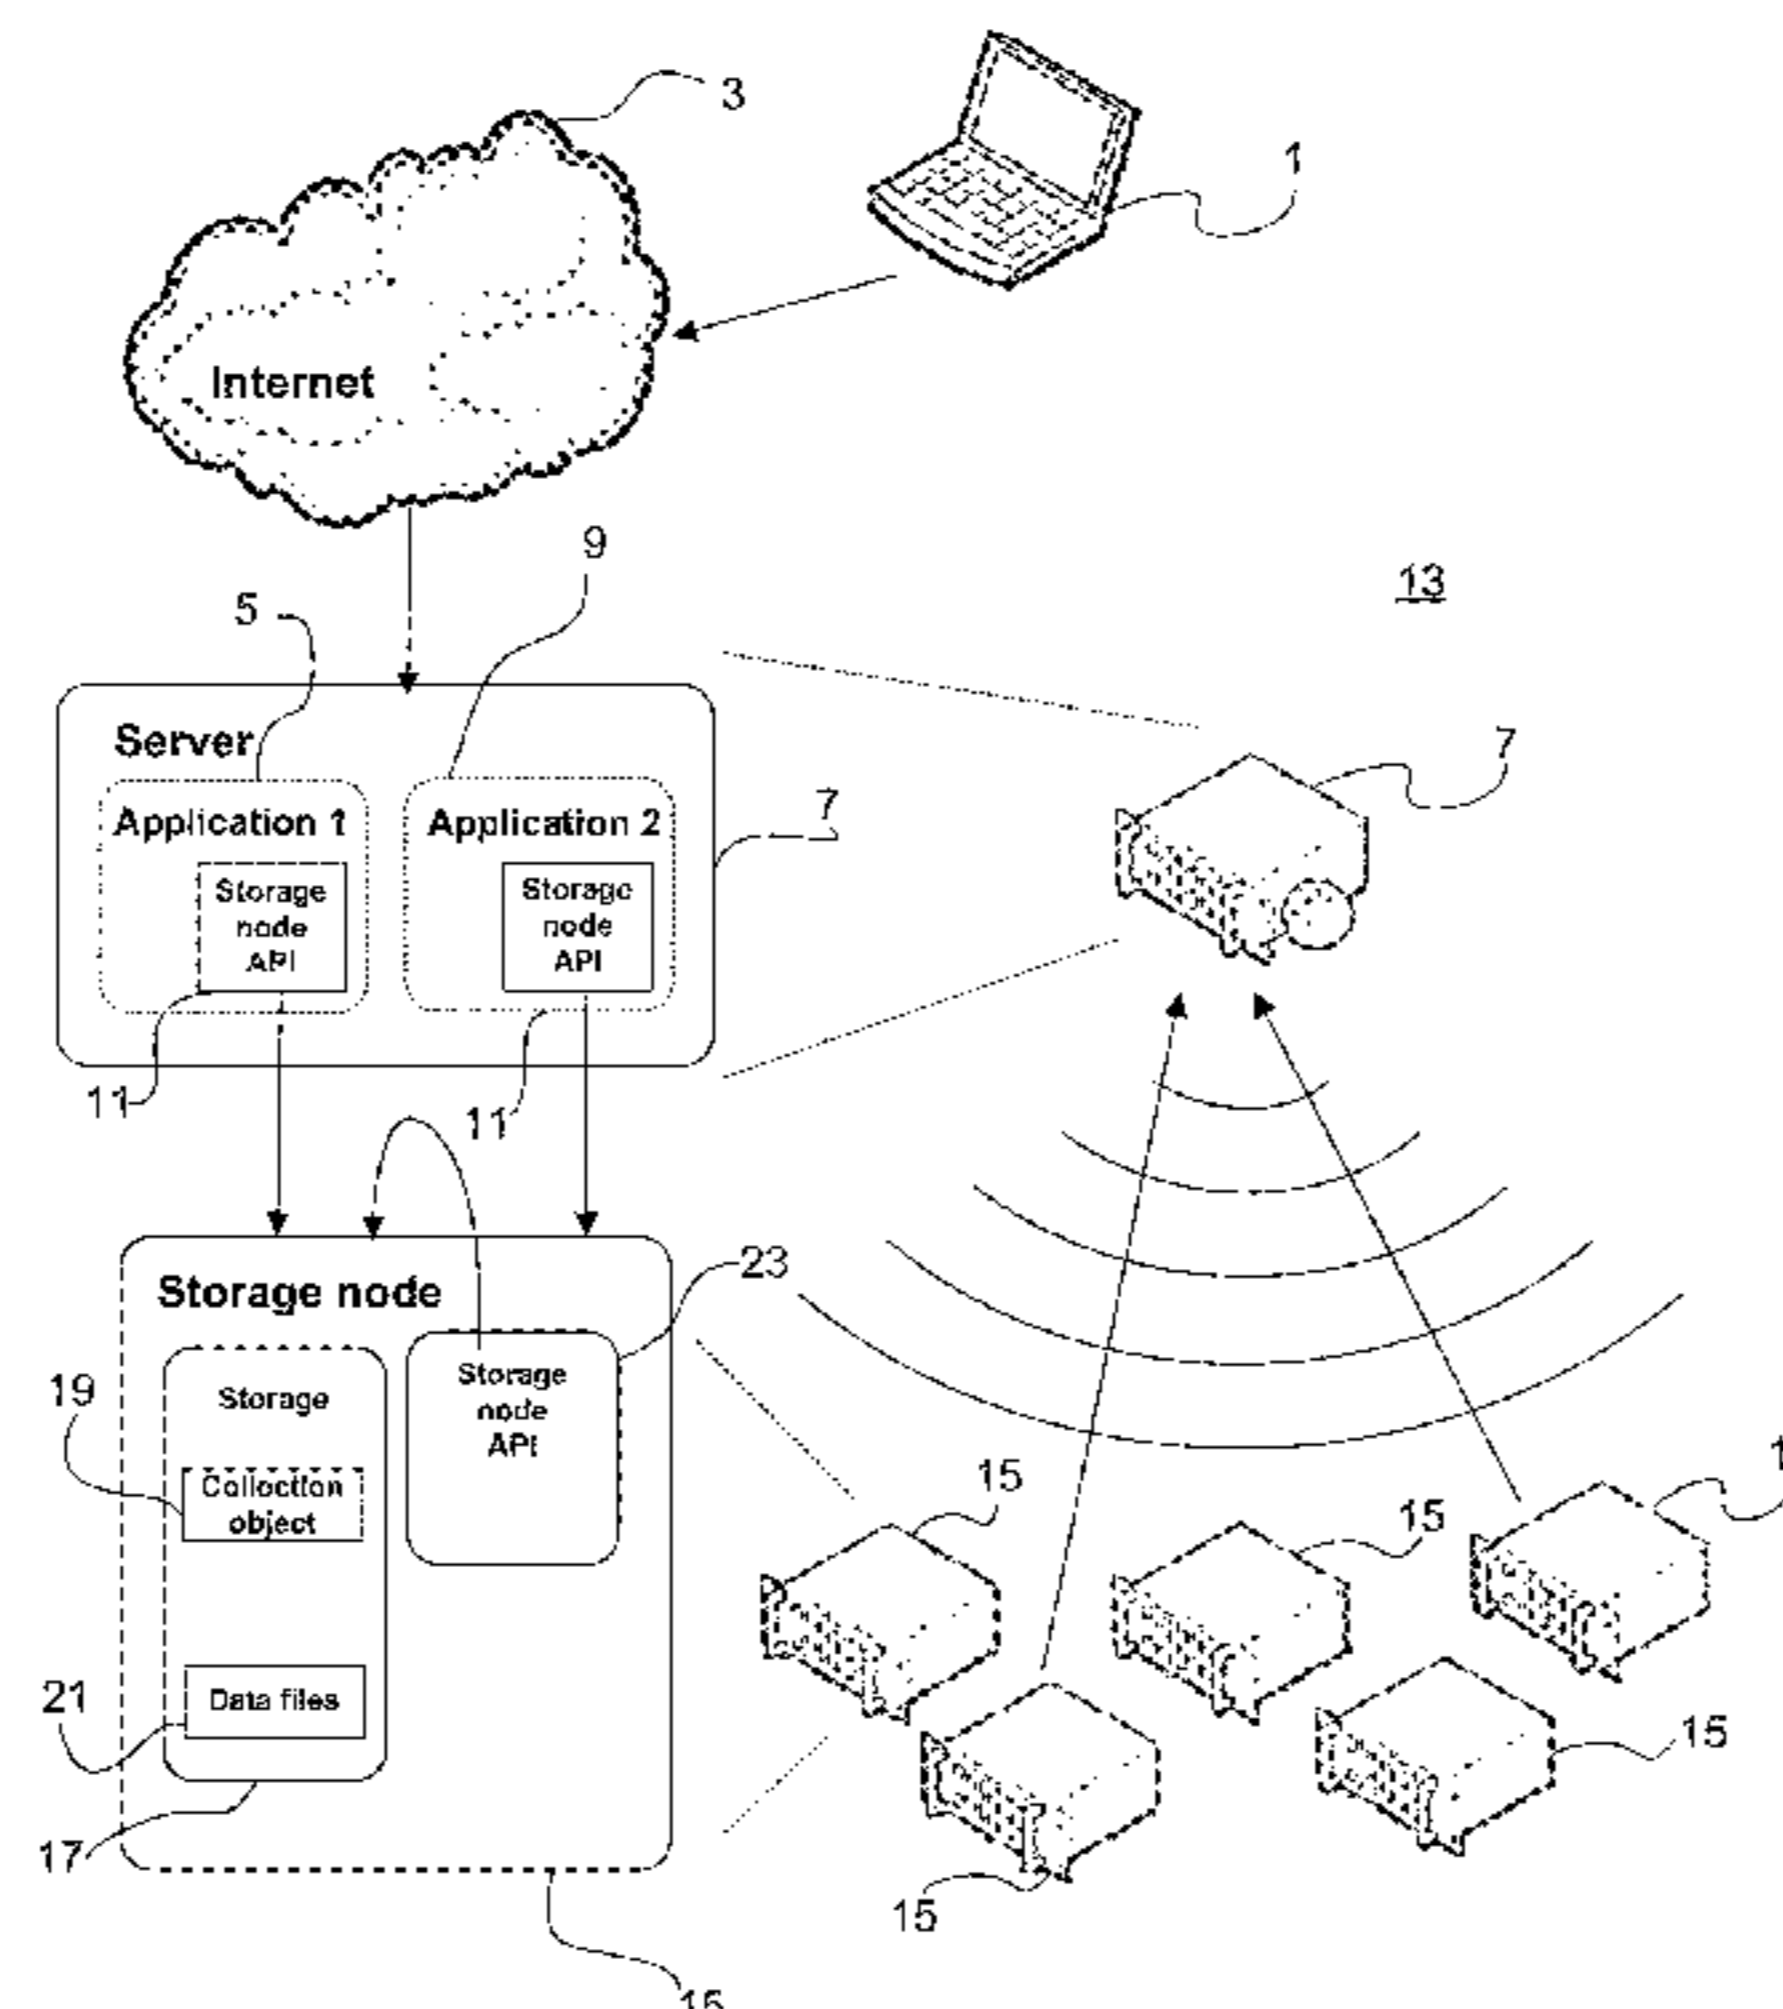 3
1
Internet
9
5
13
Server
7
7
Application 1
Application 2
Storage
node
API
Storage
node
API
11
11
Storage node
23
Storage
node
API
19
Storage
Collection
object
15
15
21
Data files
15
17
15
15